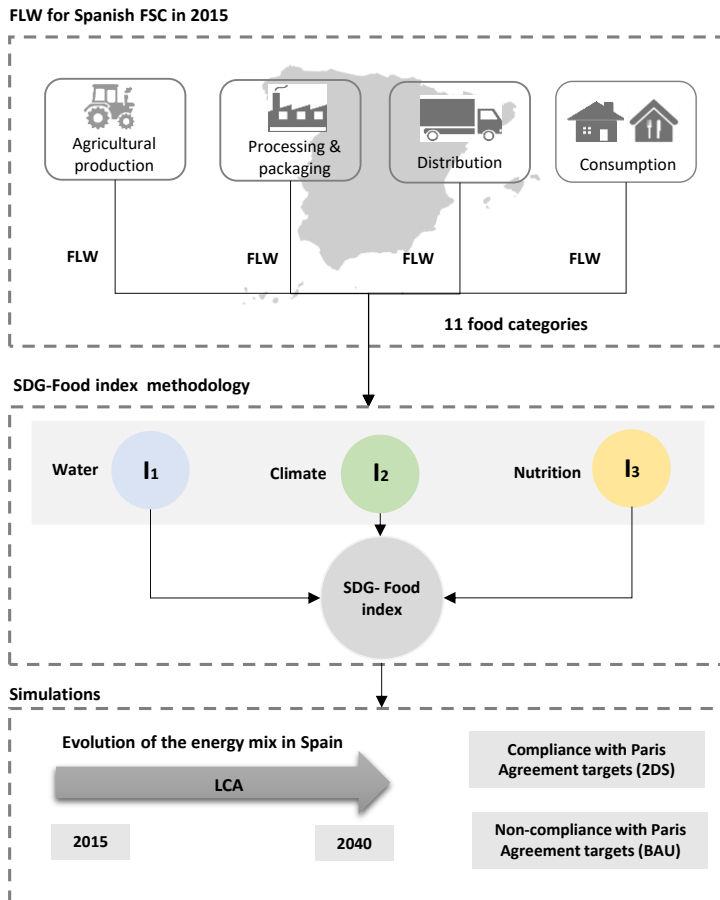 FLW for Spanish FSC in 2015
Agricultural
production
Processing &
packaging
Distribution
Consumption
FLW
FLW
FLW
FLW
11 food categories
SDG-Food index methodology
Water
I1
Climate
I2
Nutrition
I3
SDG- Food
index
Simulations
Evolution of the energy mix in Spain
LCA
2015
2040
Compliance with Paris
Agreement targets (2DS)
Non-compliance with Paris
Agreement targets (BAU)